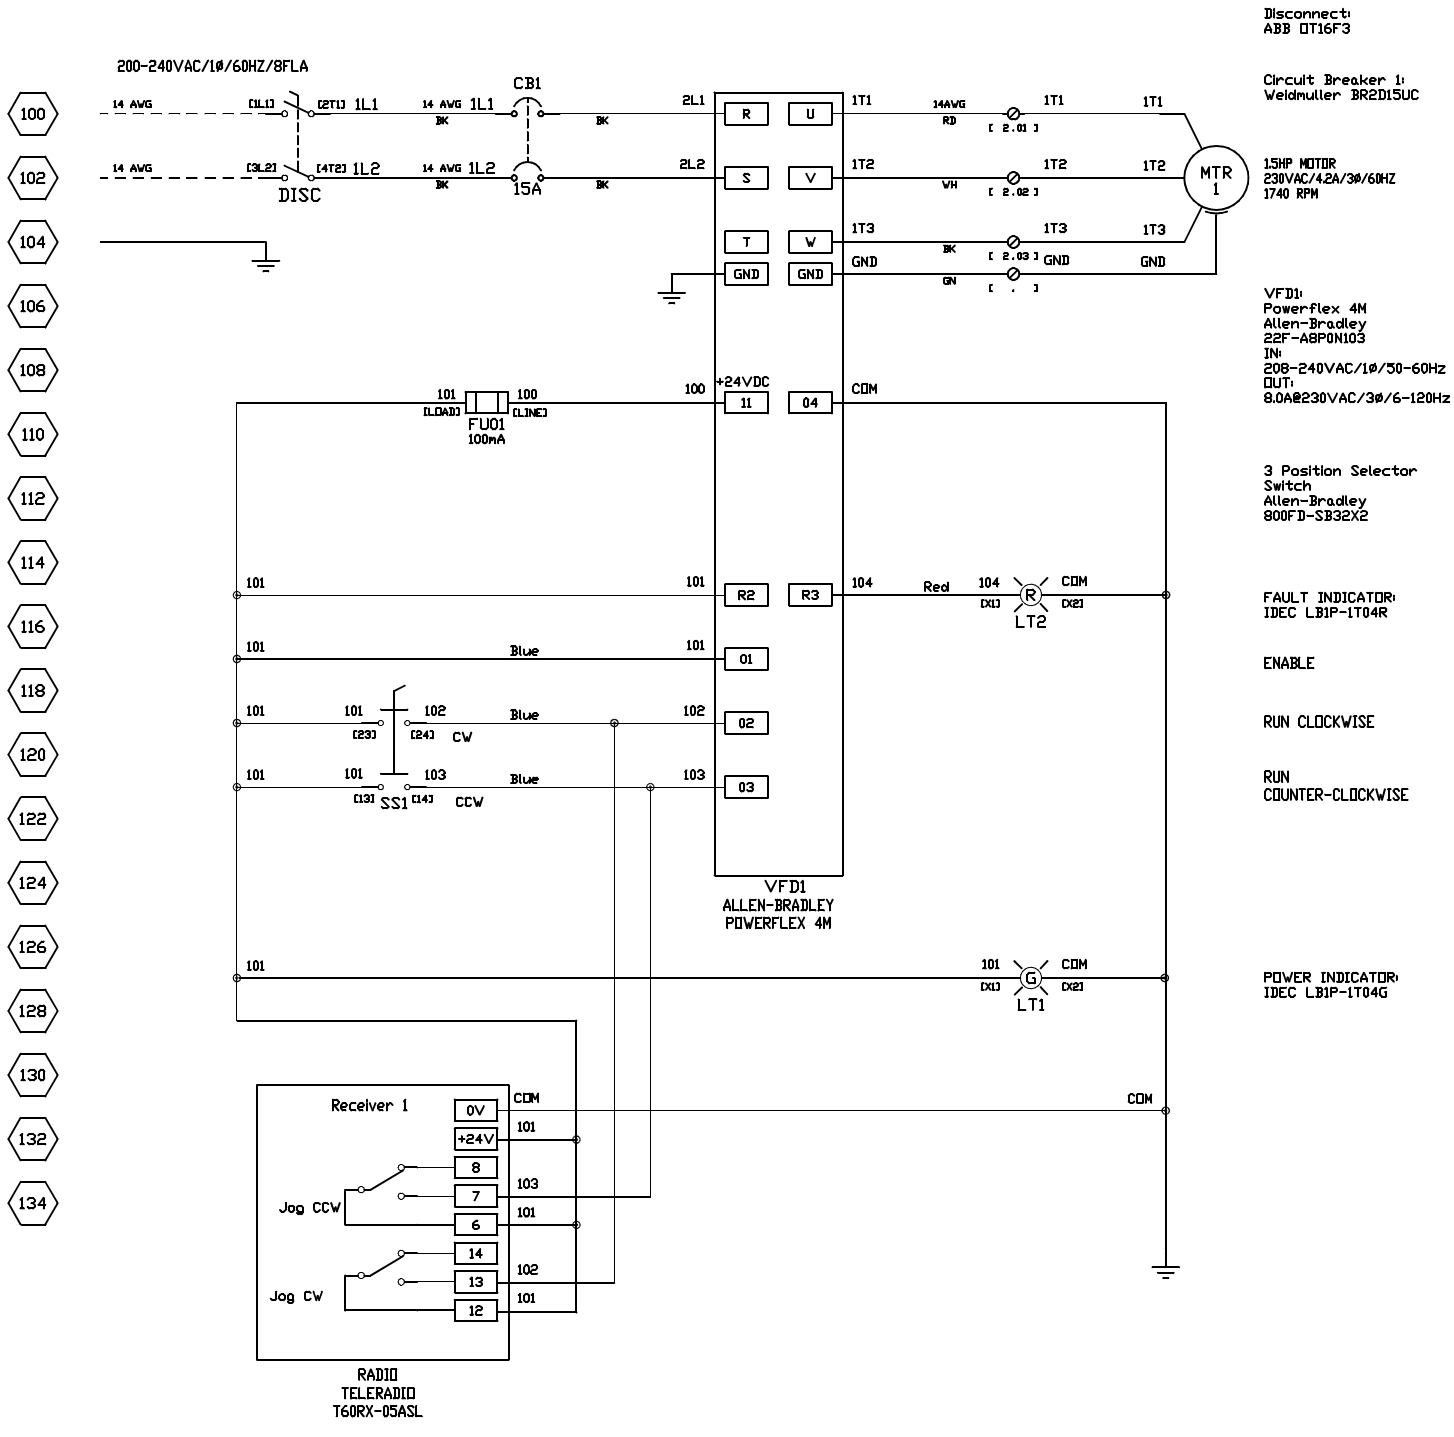 Disconnect:
ABB OT16F3
200-240VAC/1Ø/60HZ/8FLA
Circuit Breaker 1:
Weidmuller BR2D15UC
CB1
100
14 AWG
[1L1]
[2T1]
1L1
14 AWG
1L1
BK
BK
2L1
R
U
1T1
14AWG
RD
[ 2.01 ]
1T1
1T1
102
14 AWG
[3L2]
[4T2]
1L2
14 AWG
1L2
BK
15A
BK
2L2
S
V
1T2
WH
[ 2.02 ]
1T2
1T2
MTR
1
DISC
1.5HP MOTOR
230VAC/4.2A/3Ø/60HZ
1740 RPM
104
T
W
1T3
BK
[ 2.03 ]
1T3
1T3
GND
GND
GND
GN
[ . ]
GND
GND
106
VFD1:
Powerflex 4M
Allen-Bradley
22F-A8P0N103
IN:
208-240VAC/1Ø/50-60Hz
OUT:
8.0A@230VAC/3Ø/6-120Hz
108
101
[LOAD]
100
[LINE]
FU01
100mA
100
+24VDC
11
04
COM
110
112
3 Position Selector
Switch
Allen-Bradley
800FD-SB32X2
114
101
101
R2
R3
104
Red
104
[X1]
R
COM
[X2]
LT2
FAULT INDICATOR:
IDEC LB1P-1T04R
116
101
Blue
101
01
ENABLE
118
101
101
[23]
102
[24]
CW
Blue
102
02
RUN CLOCKWISE
120
101
101
[13]
SS1
103
[14]
CCW
Blue
103
03
RUN
COUNTER-CLOCKWISE
122
124
VFD1
ALLEN-BRADLEY
POWERFLEX 4M
126
101
101
[X1]
G
COM
[X2]
LT1
POWER INDICATOR:
IDEC LB1P-1T04G
128
130
Receiver 1
0V
COM
COM
132
+24V
101
8
134
Jog CCW
7
103
6
101
14
Jog CW
13
102
12
101
RADIO
TELERADIO
T60RX-05ASL